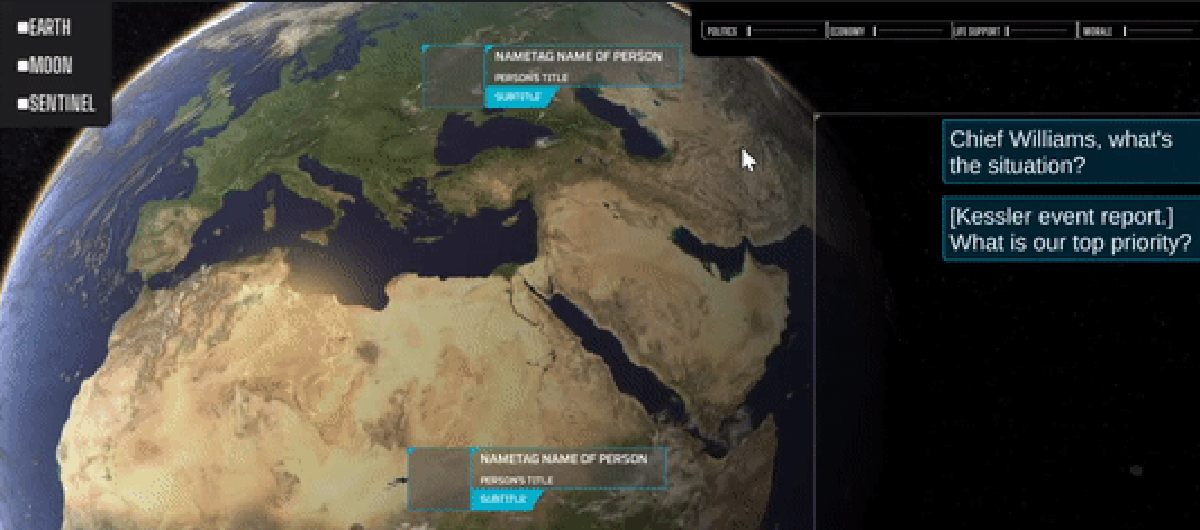 EARTH
MOON
SENTINEL
POLITICS
ECONOMY
LIFE SUPPORT
MORALE
NAMETAG NAME OF PERSON
PERSON'S TITLE
SUBTITLE
Chief Williams, what's
the situation?
[Kessler event report.]
What is our top priority?
NAMETAG NAME OF PERSON
PERSON'S TITLE
SUBTITLE